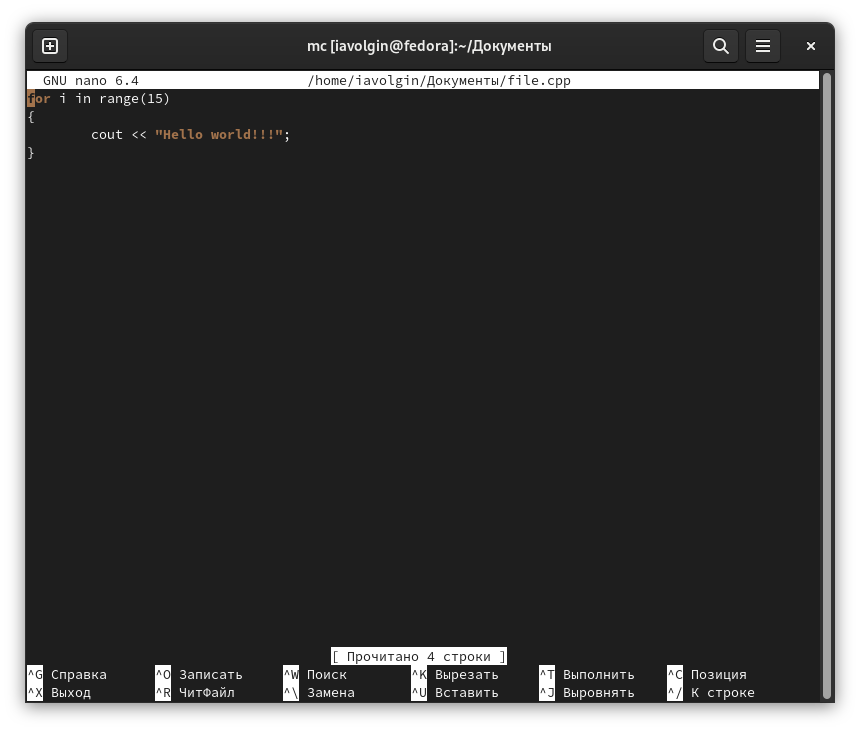 mc [iavolgin@fedora]:~/Документы
GNU nano 6.4 /home/iavolgin/Документы/file.cpp
for i in range(15)
{
cout << "Hello world!!!";
}
[ Прочитано 4 строки ]
^G Справка ^O Записать ^W Поиск ^K Вырезать ^T Выполнить ^C Позиция
^X Выход ^R ЧитФайл ^\ Замена ^U Вставить ^J Выровнять ^/ К строке